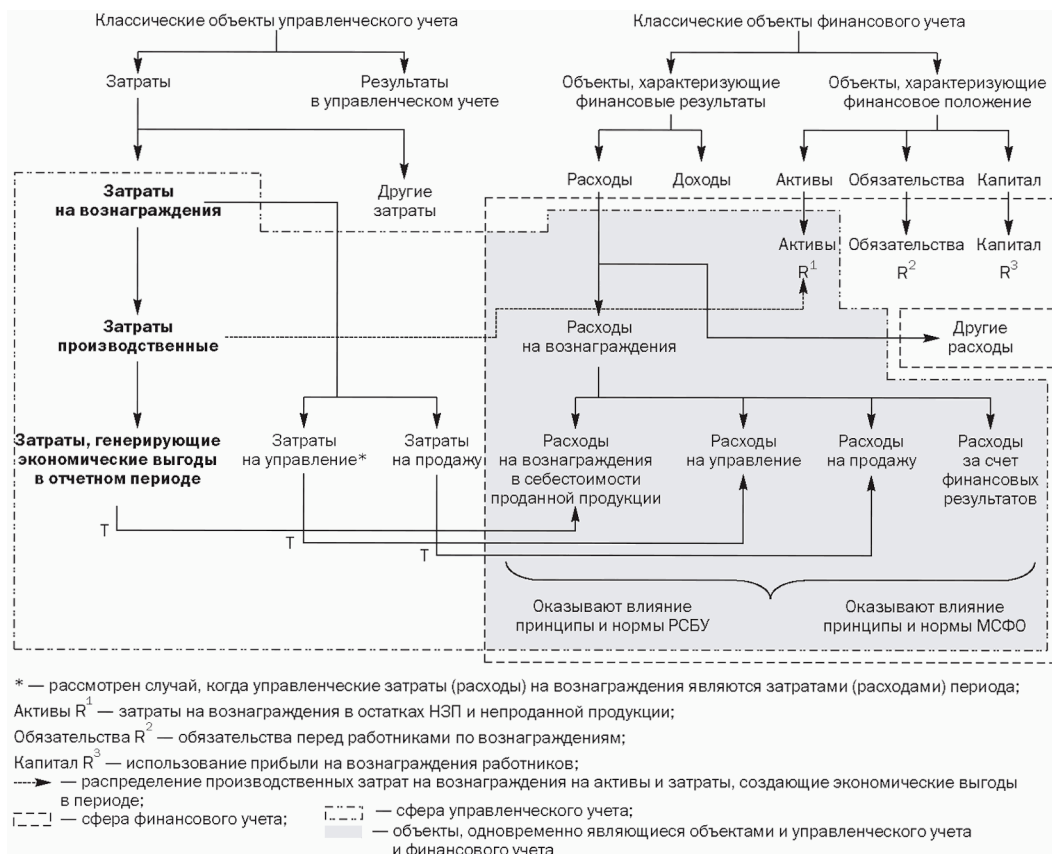 Классические объекты управленческого учета
Классические объекты финансового учета
Затраты
Результаты
в управленческом учете
Объекты, характеризующие
финансовые результаты
Объекты, характеризующие
финансовое положение
Затраты
на вознаграждения
Другие
затраты
Расходы
Доходы
Активы
Обязательства
Капитал
Активы
R¹
Обязательства
R²
Капитал
R³
Затраты
производственные
Расходы
на вознаграждения
Другие
расходы
Затраты, генерирующие
экономические выгоды
в отчетном периоде
Затраты
на управление*
Затраты
на продажу
Расходы
на вознаграждения
в себестоимости
проданной продукции
Расходы
на управление
Расходы
на продажу
Расходы
за счет
финансовых
результатов
Т
Т
Т
Оказывают влияние
принципы и нормы РСБУ
Оказывают влияние
принципы и нормы МСФО
* — рассмотрен случай, когда управленческие затраты (расходы) на вознаграждения являются затратами (расходами) периода;
Активы R¹ — затраты на вознаграждения в остатках НЗП и непроданной продукции;
Обязательства R² — обязательства перед работниками по вознаграждениям;
Капитал R³ — использование прибыли на вознаграждения работников;
— распределение производственных затрат на вознаграждения на активы и затраты, создающие экономические выгоды
в периоде;
— сфера финансового учета;
— сфера управленческого учета;
— объекты, одновременно являющиеся объектами и управленческого учета
и финансового учета